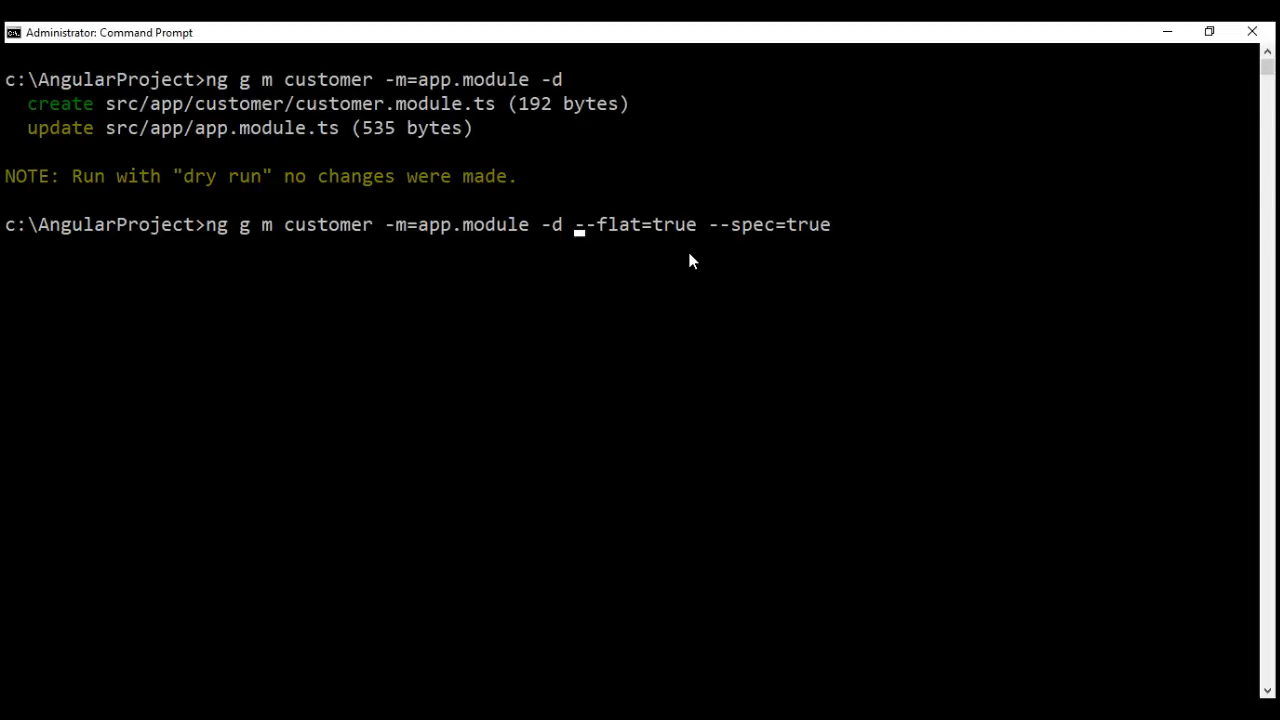 Administrator: Command Prompt
c:\AngularProject>ng g m customer -m=app.module -d
create src/app/customer/customer.module.ts (192 bytes)
update src/app/app.module.ts (535 bytes)
NOTE: Run with "dry run" no changes were made.
c:\AngularProject>ng g m customer -m=app.module -d --flat=true --spec=true